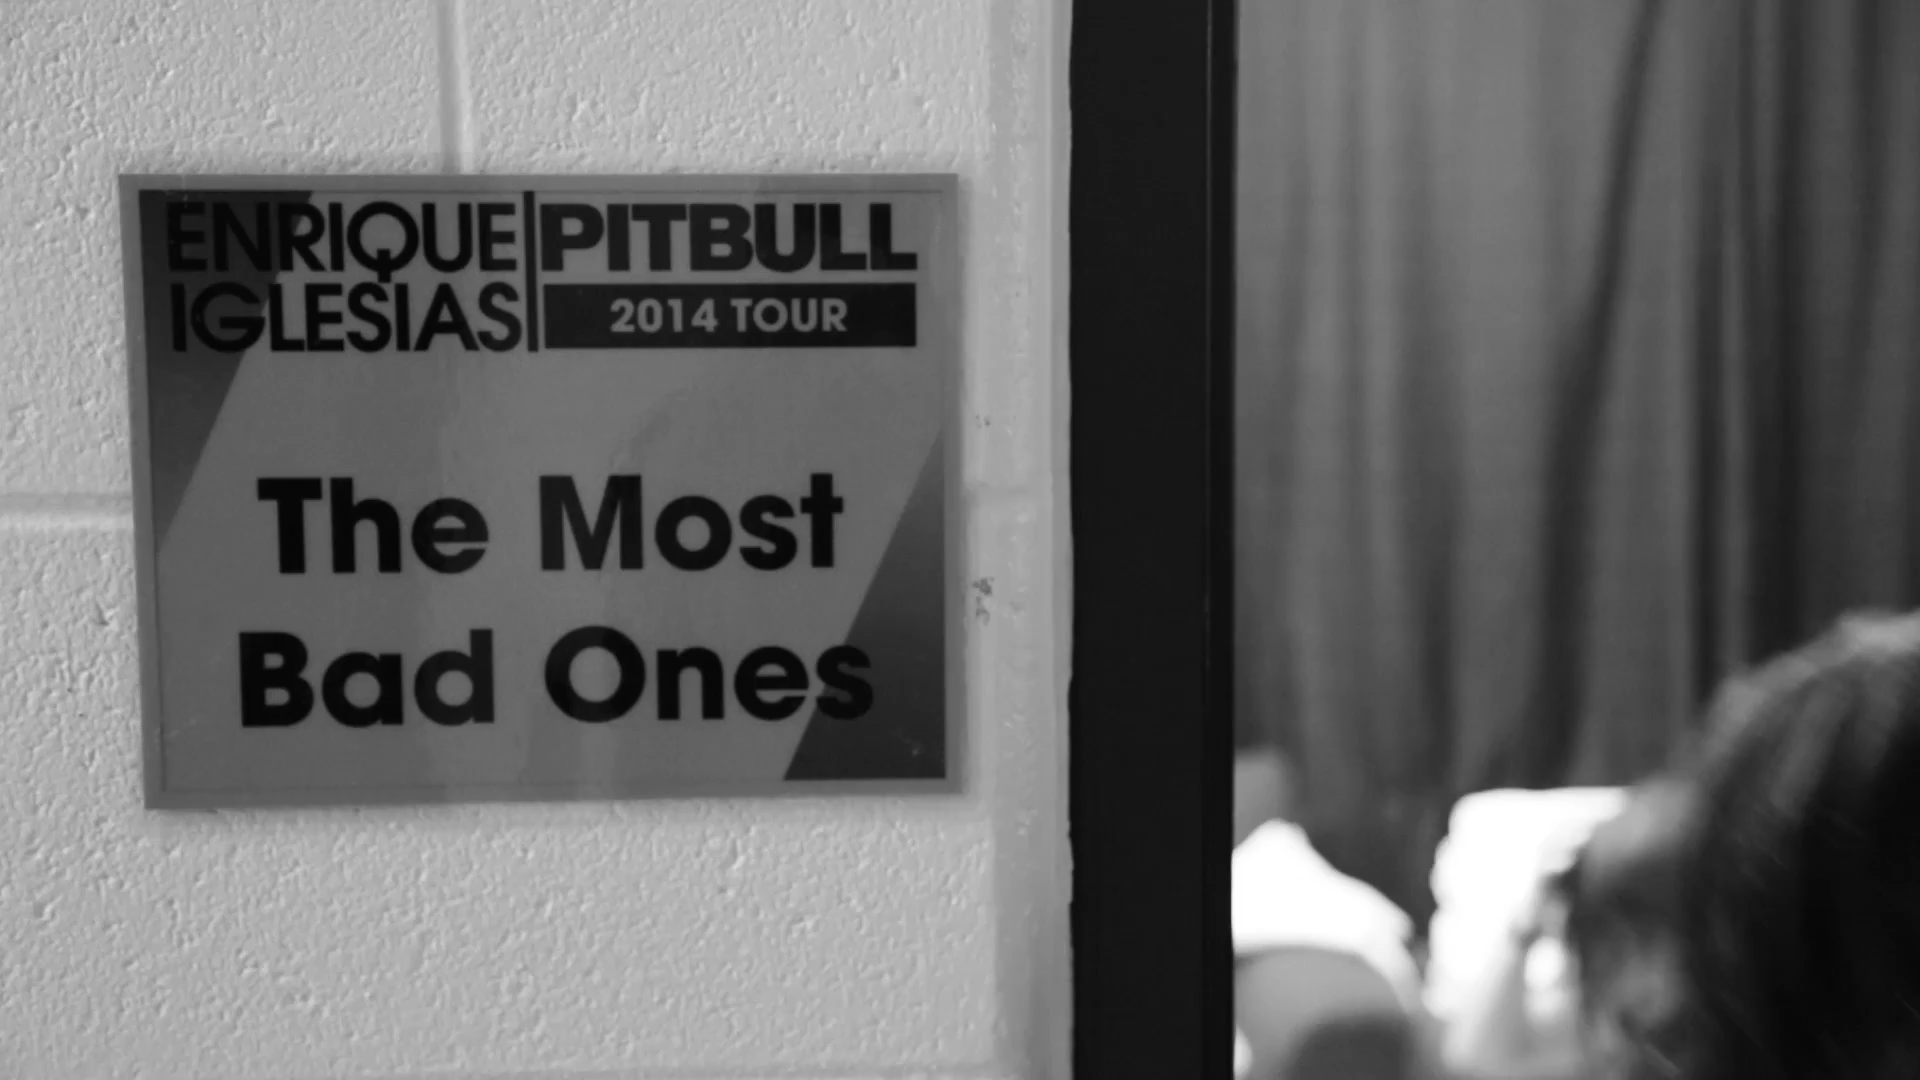 ENRIQUE
IGLESIAS
PITBULL
2014 TOUR
The Most
Bad Ones